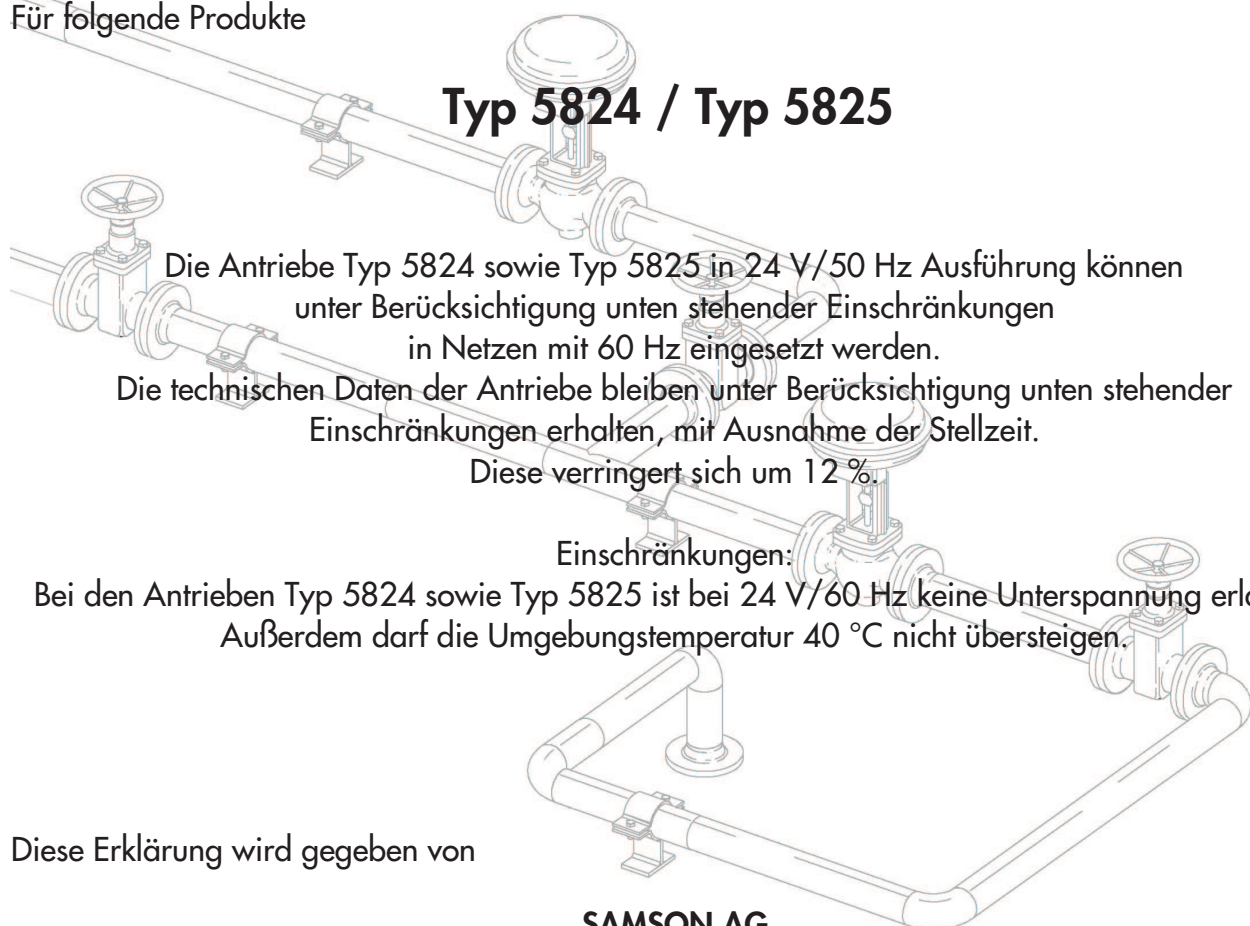 Für folgende Produkte
Typ 5824 / Typ 5825
Die Antriebe Typ 5824 sowie Typ 5825 in 24 V/50 Hz Ausführung können
unter Berücksichtigung unten stehender Einschränkungen
in Netzen mit 60 Hz eingesetzt werden.
Die technischen Daten der Antriebe bleiben unter Berücksichtigung unten stehender
Einschränkungen erhalten, mit Ausnahme der Stellzeit.
Diese verringert sich um 12 %.
Einschränkungen:
Bei den Antrieben Typ 5824 sowie Typ 5825 ist bei 24 V/60 Hz keine Unterspannung
Außerdem darf die Umgebungstemperatur 40 °C nicht übersteigen.
Diese Erklärung wird gegeben von
SAMSON AG